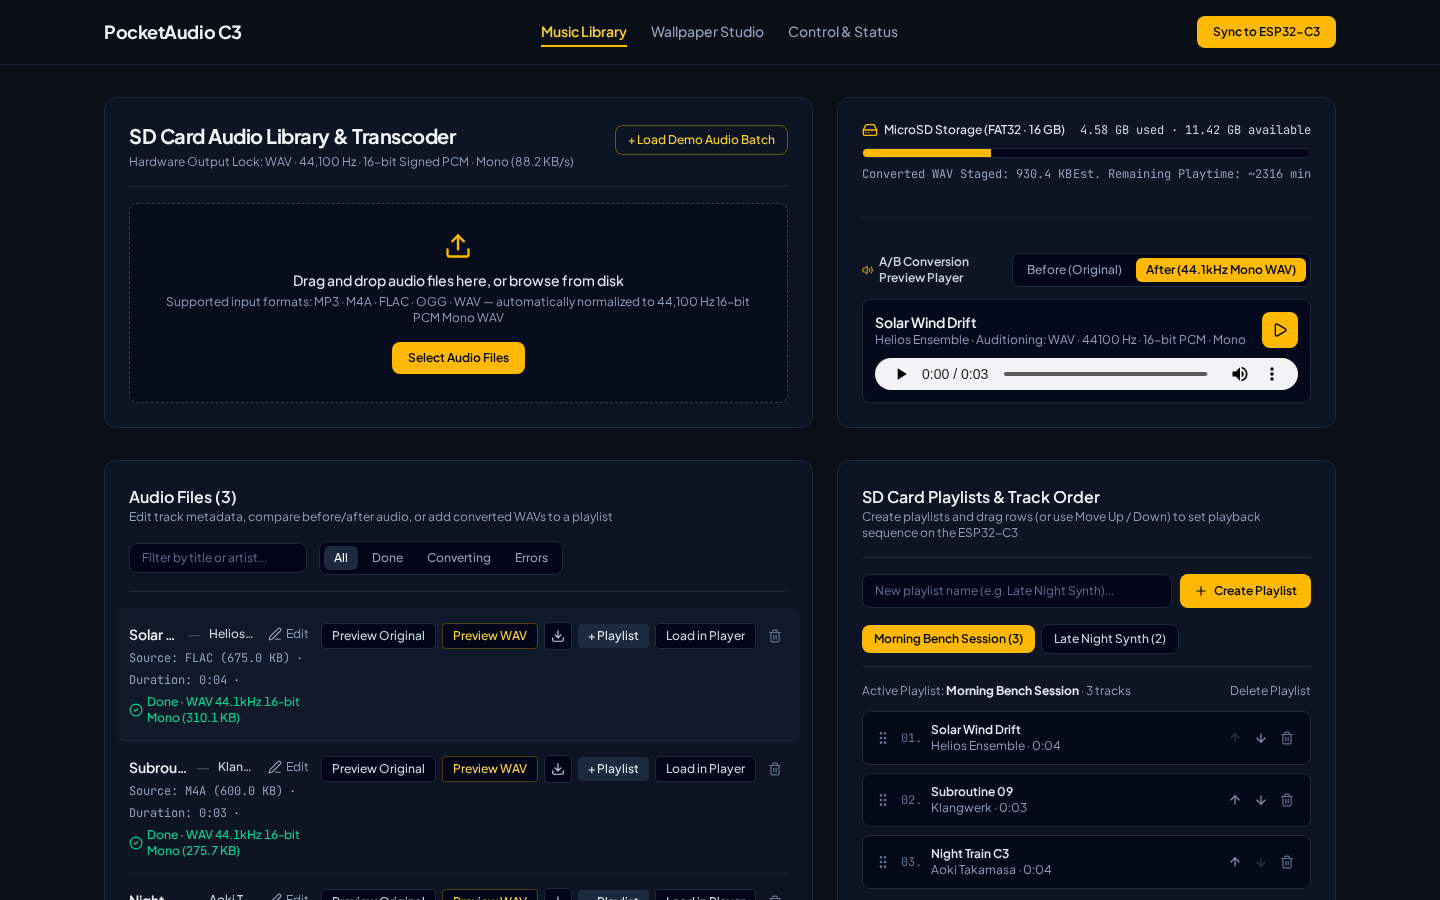 PocketAudio C3
Music Library
Wallpaper Studio
Control & Status
Sync to ESP32-C3
SD Card Audio Library & Transcoder
Hardware Output Lock: WAV · 44,100 Hz · 16-bit Signed PCM · Mono (88.2 KB/s)
+ Load Demo Audio Batch
Drag and drop audio files here, or browse from disk
Supported input formats: MP3 · M4A · FLAC · OGG · WAV — automatically normalized to 44,100 Hz 16-bit
PCM Mono WAV
Select Audio Files
MicroSD Storage (FAT32 · 16 GB)
4.58 GB used · 11.42 GB available
Converted WAV Staged: 930.4 KB
Est. Remaining Playtime: ~2316 min
A/B Conversion
Preview Player
Before (Original)
After (44.1kHz Mono WAV)
Solar Wind Drift
Helios Ensemble · Auditioning: WAV · 44100 Hz · 16-bit PCM · Mono
0:00 / 0:03
Audio Files (3)
Edit track metadata, compare before/after audio, or add converted WAVs to a playlist
Filter by title or artist...
All
Done
Converting
Errors
Solar ... — Helios... Edit
Preview Original
Preview WAV
+ Playlist
Load in Player
Source: FLAC (675.0 KB) ·
Duration: 0:04 ·
Done · WAV 44.1kHz 16-bit
Mono (310.1 KB)
Subrou... — Klan... Edit
Preview Original
Preview WAV
+ Playlist
Load in Player
Source: M4A (600.0 KB) ·
Duration: 0:03 ·
Done · WAV 44.1kHz 16-bit
Mono (275.7 KB)
Night ... — Aoki T... Edit
Preview Original
Preview WAV
+ Playlist
Load in Player
SD Card Playlists & Track Order
Create playlists and drag rows (or use Move Up / Down) to set playback
sequence on the ESP32-C3
New playlist name (e.g. Late Night Synth)...
+ Create Playlist
Morning Bench Session (3)
Late Night Synth (2)
Active Playlist: Morning Bench Session · 3 tracks
Delete Playlist
01.
Solar Wind Drift
Helios Ensemble · 0:04
02.
Subroutine 09
Klangwerk · 0:03
03.
Night Train C3
Aoki Takamasa · 0:04